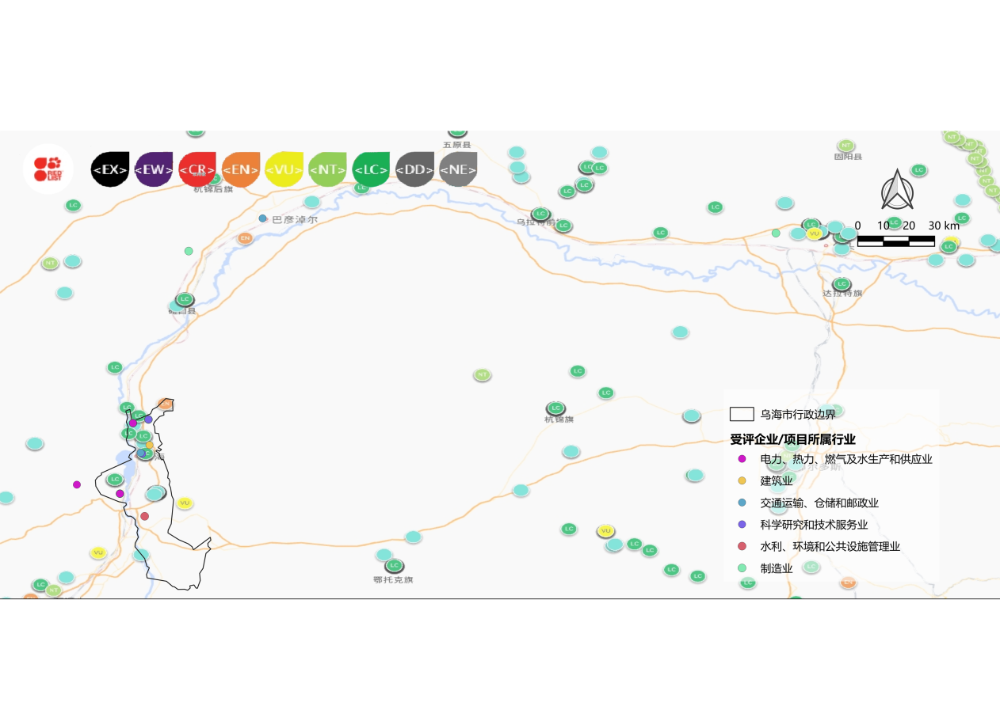 五原县
固阳县
RED LIST
<EX> <EW> <CR> <EN> <VU> <NT> <LC> <DD> <NE>
杭锦后旗
巴彦淖尔
0 10 20 30 km
达拉特旗
杭锦旗
鄂托克旗
乌海市行政边界
受评企业/项目所属行业
电力、热力、燃气及水生产和供应业
建筑业
交通运输、仓储和邮政业
科学研究和技术服务业
水利、环境和公共设施管理业
制造业